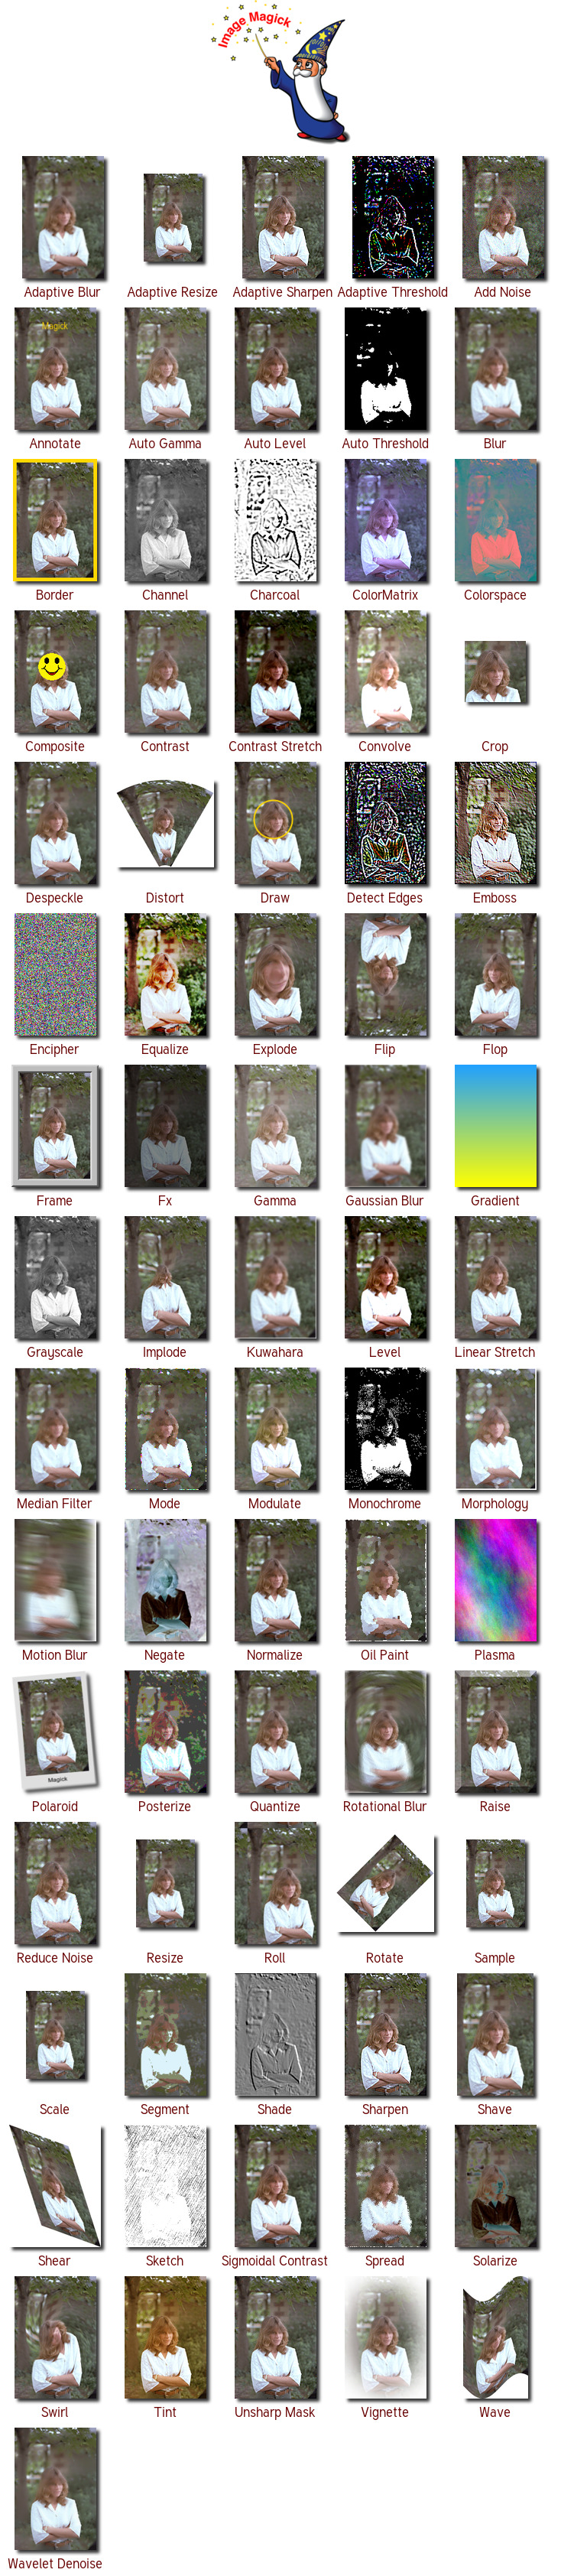 Image Magick
Adaptive Blur Adaptive Resize Adaptive Sharpen Adaptive Threshold Add Noise
Magick
Annotate Auto Gamma Auto Level Auto Threshold Blur
Border Channel Charcoal ColorMatrix Colorspace
Composite Contrast Contrast Stretch Convolve Crop
Despeckle Distort Draw Detect Edges Emboss
Encipher Equalize Explode Flip Flop
Frame Fx Gamma Gaussian Blur Gradient
Grayscale Implode Kuwahara Level Linear Stretch
Median Filter Mode Modulate Monochrome Morphology
Motion Blur Negate Normalize Oil Paint Plasma
Magick
Polaroid Posterize Quantize Rotational Blur Raise
Reduce Noise Resize Roll Rotate Sample
Scale Segment Shade Sharpen Shave
Shear Sketch Sigmoidal Contrast Spread Solarize
Swirl Tint Unsharp Mask Vignette Wave
Wavelet Denoise